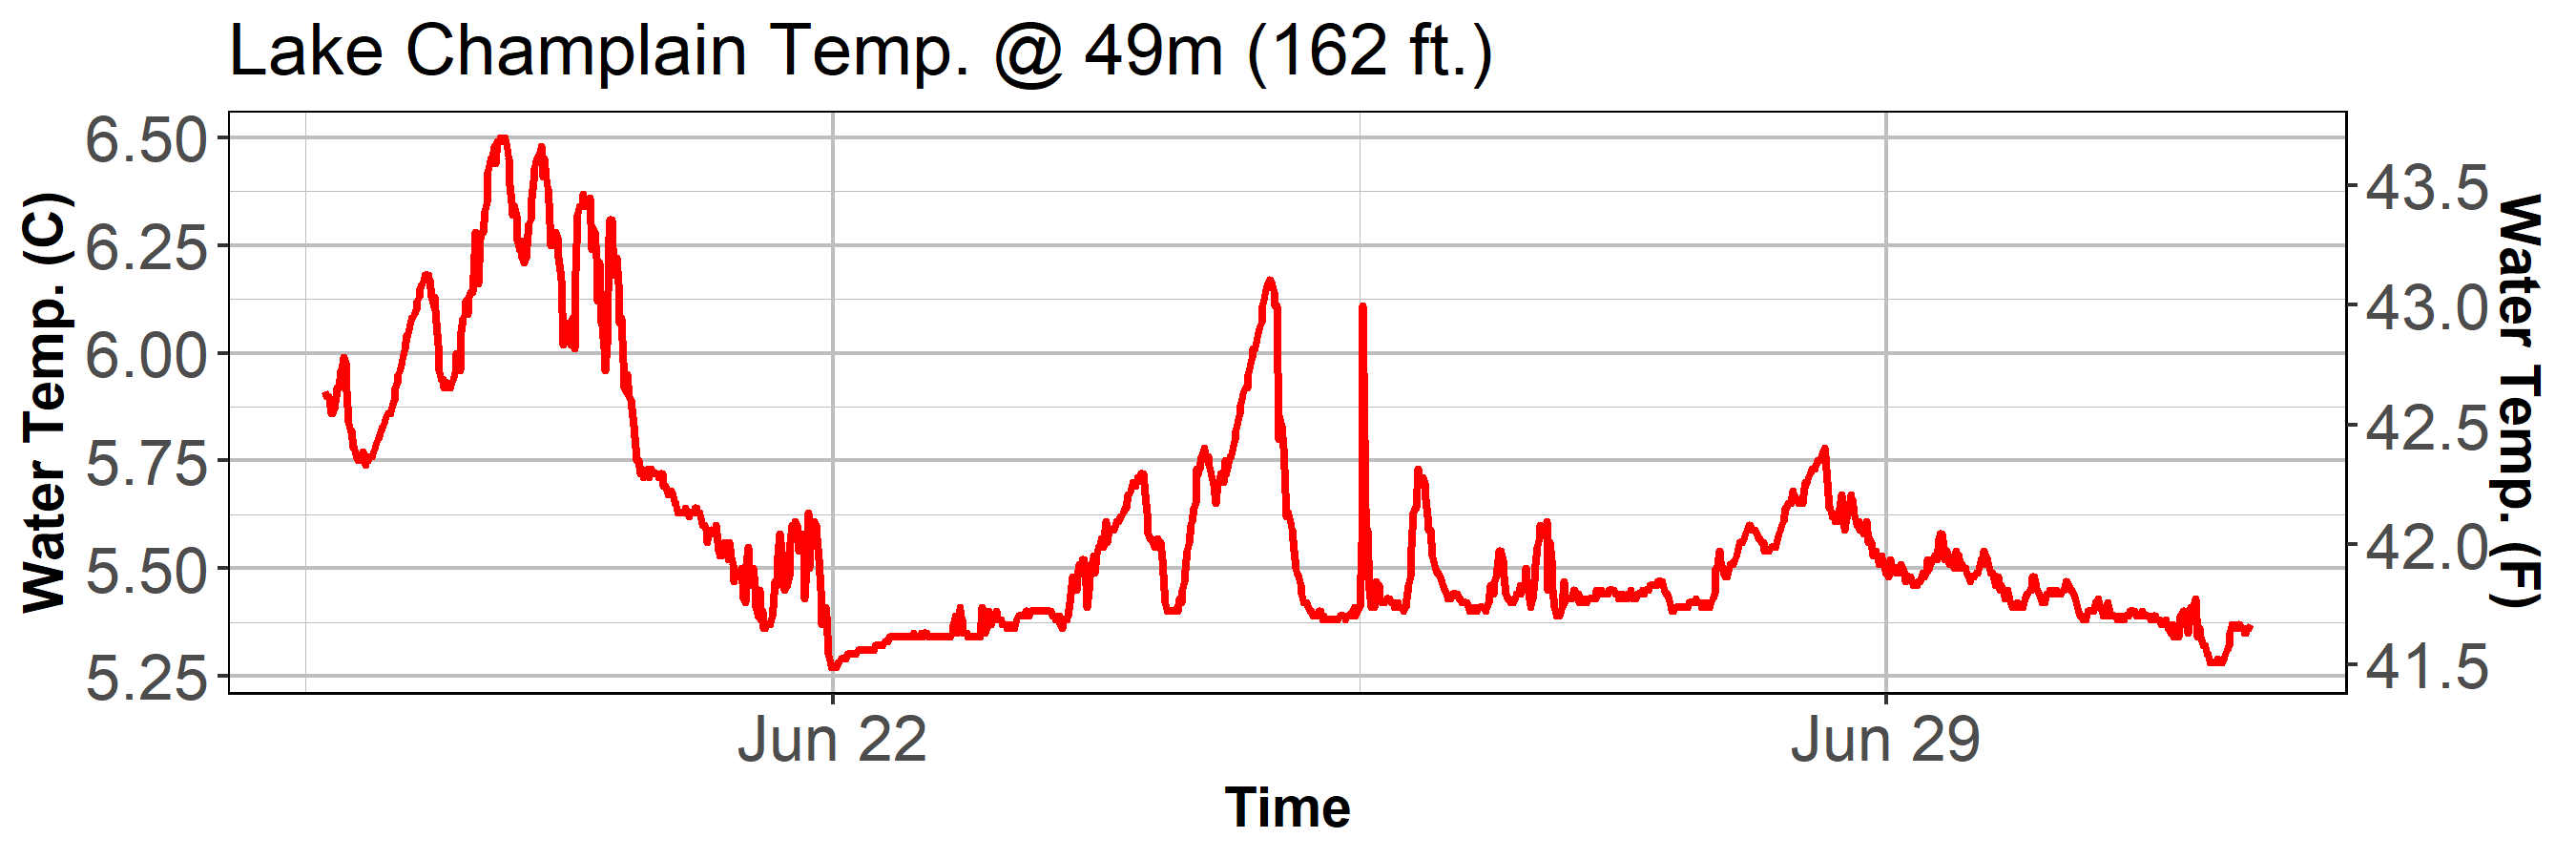 Lake Champlain Temp. @ 49m (162 ft.)
Water Temp. (C)
6.50
6.25
6.00
5.75
5.50
5.25
43.5
43.0
42.5
42.0
41.5
Water Temp. (F)
Jun 22
Jun 29
Time